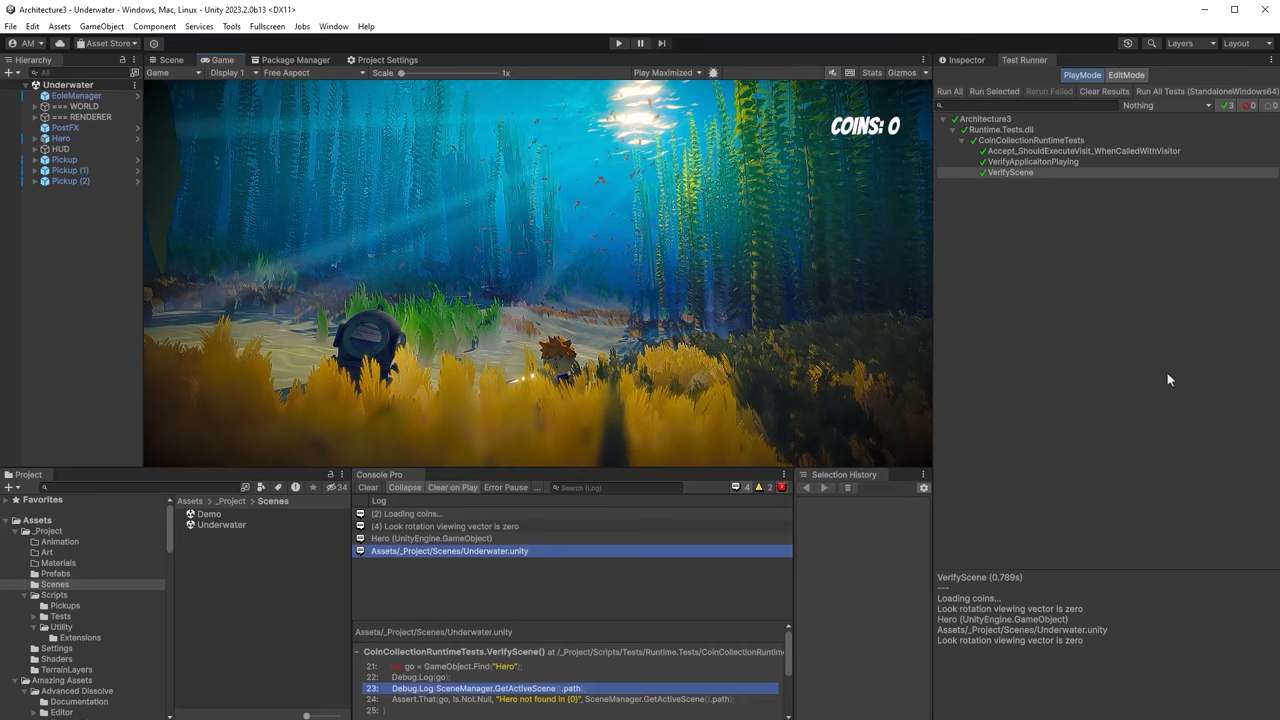 Architecture3 - Underwater - Windows, Mac, Linux - Unity 2023.2.0b13 <DX11>
File Edit Assets GameObject Component Services Tools Fullscreen Jobs Window Help
AM Asset Store Layers Layout
Hierarchy
All
Underwater
EoleManager
=== WORLD
=== RENDERER
PostFX
Hero
HUD
Pickup
Pickup (1)
Pickup (2)
Scene Game Package Manager Project Settings
Game Display 1 Free Aspect Scale 1x Play Maximized Stats Gizmos
COINS: 0
Inspector Test Runner
PlayMode EditMode
Run All Run Selected Rerun Failed Clear Results Run All Tests (StandaloneWindows64)
Nothing 3 0 0
Architecture3
Runtime.Tests.dll
CoinCollectionRuntimeTests
Accept_ShouldExecuteVisit_WhenCalledWithVisitor
VerifyApplicaitonPlaying
VerifyScene
VerifyScene (0.789s)
---
Loading coins...
Look rotation viewing vector is zero
Hero (UnityEngine.GameObject)
Assets/_Project/Scenes/Underwater.unity
Look rotation viewing vector is zero
Project
34
Favorites
Assets
_Project
Animation
Art
Materials
Prefabs
Scenes
Scripts
Pickups
Tests
Utility
Extensions
Settings
Shaders
TerrainLayers
Amazing Assets
Advanced Dissolve
Documentation
Editor
Assets > _Project > Scenes
Demo
Underwater
Console Pro
Clear Collapse Clear on Play Error Pause ... Search (Log) 4 2
Log
(2) Loading coins...
(4) Look rotation viewing vector is zero
Hero (UnityEngine.GameObject)
Assets/_Project/Scenes/Underwater.unity
Assets/_Project/Scenes/Underwater.unity
CoinCollectionRuntimeTests.VerifyScene() at /_Project/Scripts/Tests/Runtime.Tests/CoinCollectionRuntim
21: var go = GameObject.Find("Hero");
22: Debug.Log(go);
23: Debug.Log SceneManager.GetActiveScene().path)
24: Assert.That(go, Is.Not.Null, "Hero not found in {0}", SceneManager.GetActiveScene().path);
25: }
Selection History